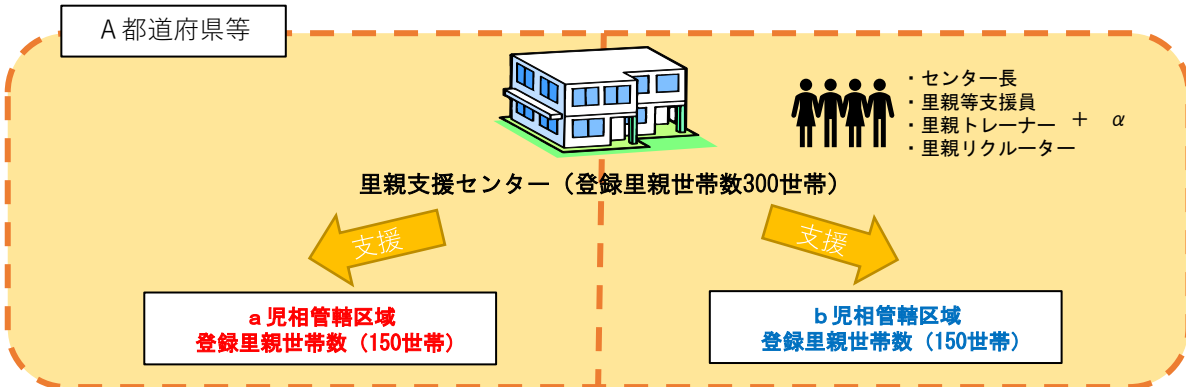 A都道府県等
・センター長
・里親等支援員
・里親トレーナー ＋ α
・里親リクルーター
里親支援センター（登録里親世帯数300世帯）
支援
支援
a児相管轄区域
登録里親世帯数（150世帯）
b児相管轄区域
登録里親世帯数（150世帯）